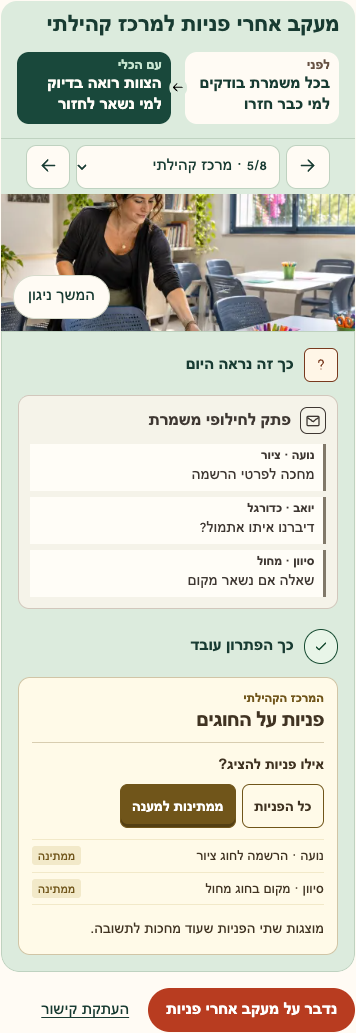 מעקב אחרי פניות למרכז קהילתי
לפני
בכל משמרת בודקים
למי כבר חזרו
←
עם הכלי
הצוות רואה בדיוק
למי נשאר לחזור
→
5/8 · מרכז קהילתי
←
המשך ניגון
? כך זה נראה היום
פתק לחילופי משמרת
נועה · ציור
מחכה לפרטי הרשמה
יואב · כדורגל
דיברנו איתו אתמול?
סיוון · מחול
שאלה אם נשאר מקום
✓ כך הפתרון עובד
המרכז הקהילתי
פניות על החוגים
אילו פניות להציג?
כל הפניות
ממתינות למענה
נועה · הרשמה לחוג ציור ממתינה
סיוון · מקום בחוג מחול ממתינה
מוצגות שתי הפניות שעוד מחכות לתשובה.
נדבר על מעקב אחרי פניות
העתקת קישור